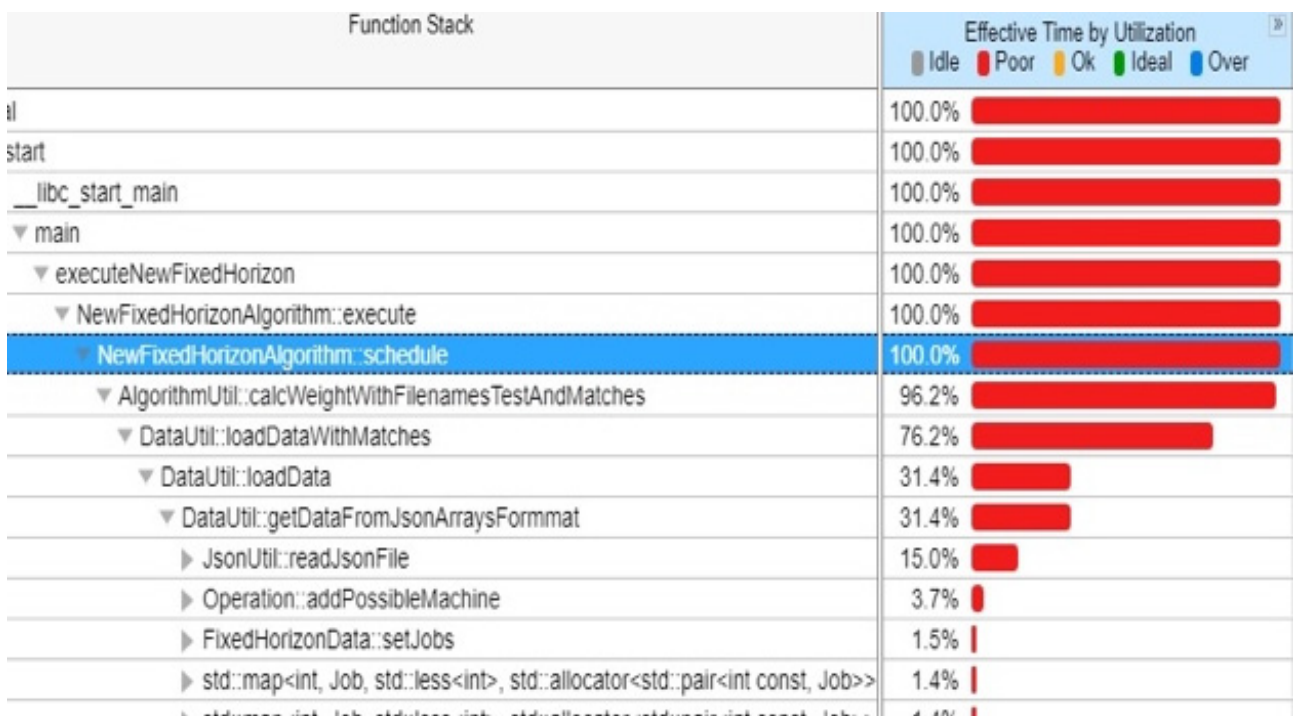 Function Stack
Effective Time by Utilization
Idle Poor Ok Ideal Over
al 100.0%
start 100.0%
__libc_start_main 100.0%
main 100.0%
executeNewFixedHorizon 100.0%
NewFixedHorizonAlgorithm::execute 100.0%
NewFixedHorizonAlgorithm::schedule 100.0%
AlgorithmUtil::calcWeightWithFilenamesTestAndMatches 96.2%
DataUtil::loadDataWithMatches 76.2%
DataUtil::loadData 31.4%
DataUtil::getDataFromJsonArraysFormmat 31.4%
JsonUtil::readJsonFile 15.0%
Operation::addPossibleMachine 3.7%
FixedHorizonData::setJobs 1.5%
std::map<int, Job, std::less<int>, std::allocator<std::pair<int const, Job>> 1.4%